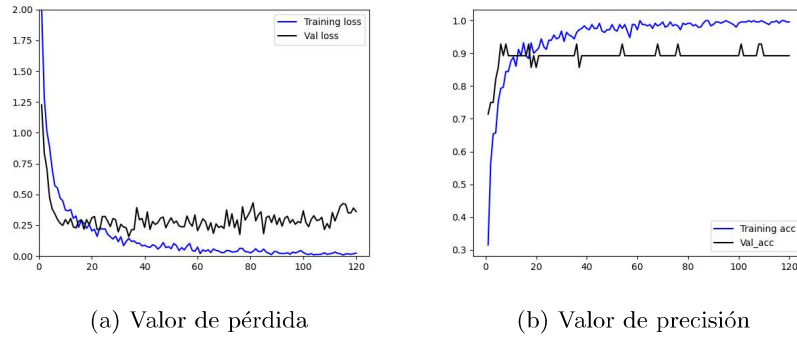 2.00
1.75
1.50
1.25
1.00
0.75
0.50
0.25
0.00
0 20 40 60 80 100 120
Training loss
Val loss
(a) Valor de pérdida
1.0
0.9
0.8
0.7
0.6
0.5
0.4
0.3
0 20 40 60 80 100 120
Training acc
Val_acc
(b) Valor de precisión